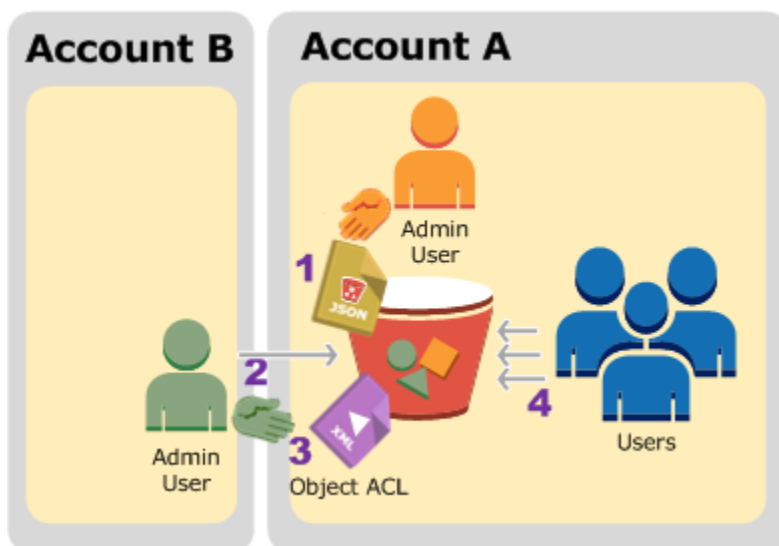 Account B
Account A
Admin
User
1
JSON
2
Admin
User
3
XML
Object ACL
4
Users